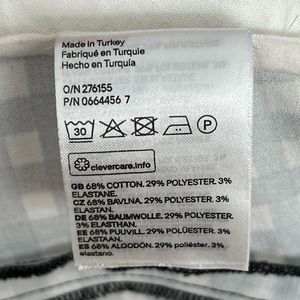 Made in Turkey
Fabriqué en Turquie
Hecho en Turquía
O/N 276155
P/N 0664456 7
30
P
clevercare.info
GB 68% COTTON. 29% POLYESTER. 3%
ELASTANE.
CZ 68% BAVLNA. 29% POLYESTER. 3%
ELASTAN.
DE 68% BAUMWOLLE. 29% POLYESTER.
3% ELASTHAN.
EE 68% PUUVILL. 29% POLÜESTER. 3%
ELASTAAN.
ES 68% ALGODÓN. 29% poliéster. 3%
elastano.